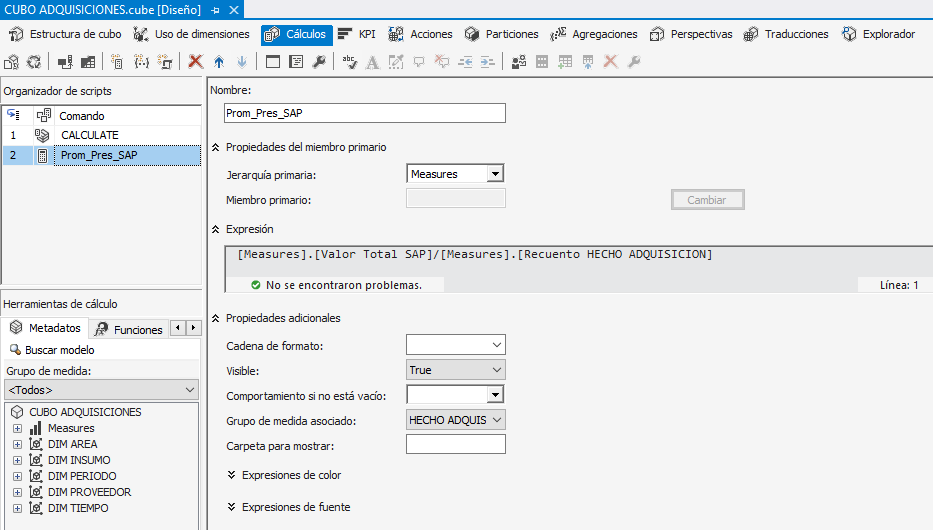 CUBO ADQUISICIONES.cube [Diseño]
Estructura de cubo Uso de dimensiones Cálculos KPI Acciones Particiones Agregaciones Perspectivas Traducciones Explorador
Organizador de scripts
Comando
1 CALCULATE
2 Prom_Pres_SAP
Nombre:
Prom_Pres_SAP
Propiedades del miembro primario
Jerarquía primaria: Measures
Miembro primario: Cambiar
Expresión
[Measures].[Valor Total SAP]/[Measures].[Recuento HECHO ADQUISICION]
No se encontraron problemas. Línea: 1
Propiedades adicionales
Cadena de formato:
Visible: True
Comportamiento si no está vacío:
Grupo de medida asociado: HECHO ADQUIS
Carpeta para mostrar:
Expresiones de color
Expresiones de fuente
Herramientas de cálculo
Metadatos Funciones
Buscar modelo
Grupo de medida:
<Todos>
CUBO ADQUISICIONES
Measures
DIM AREA
DIM INSUMO
DIM PERIODO
DIM PROVEEDOR
DIM TIEMPO